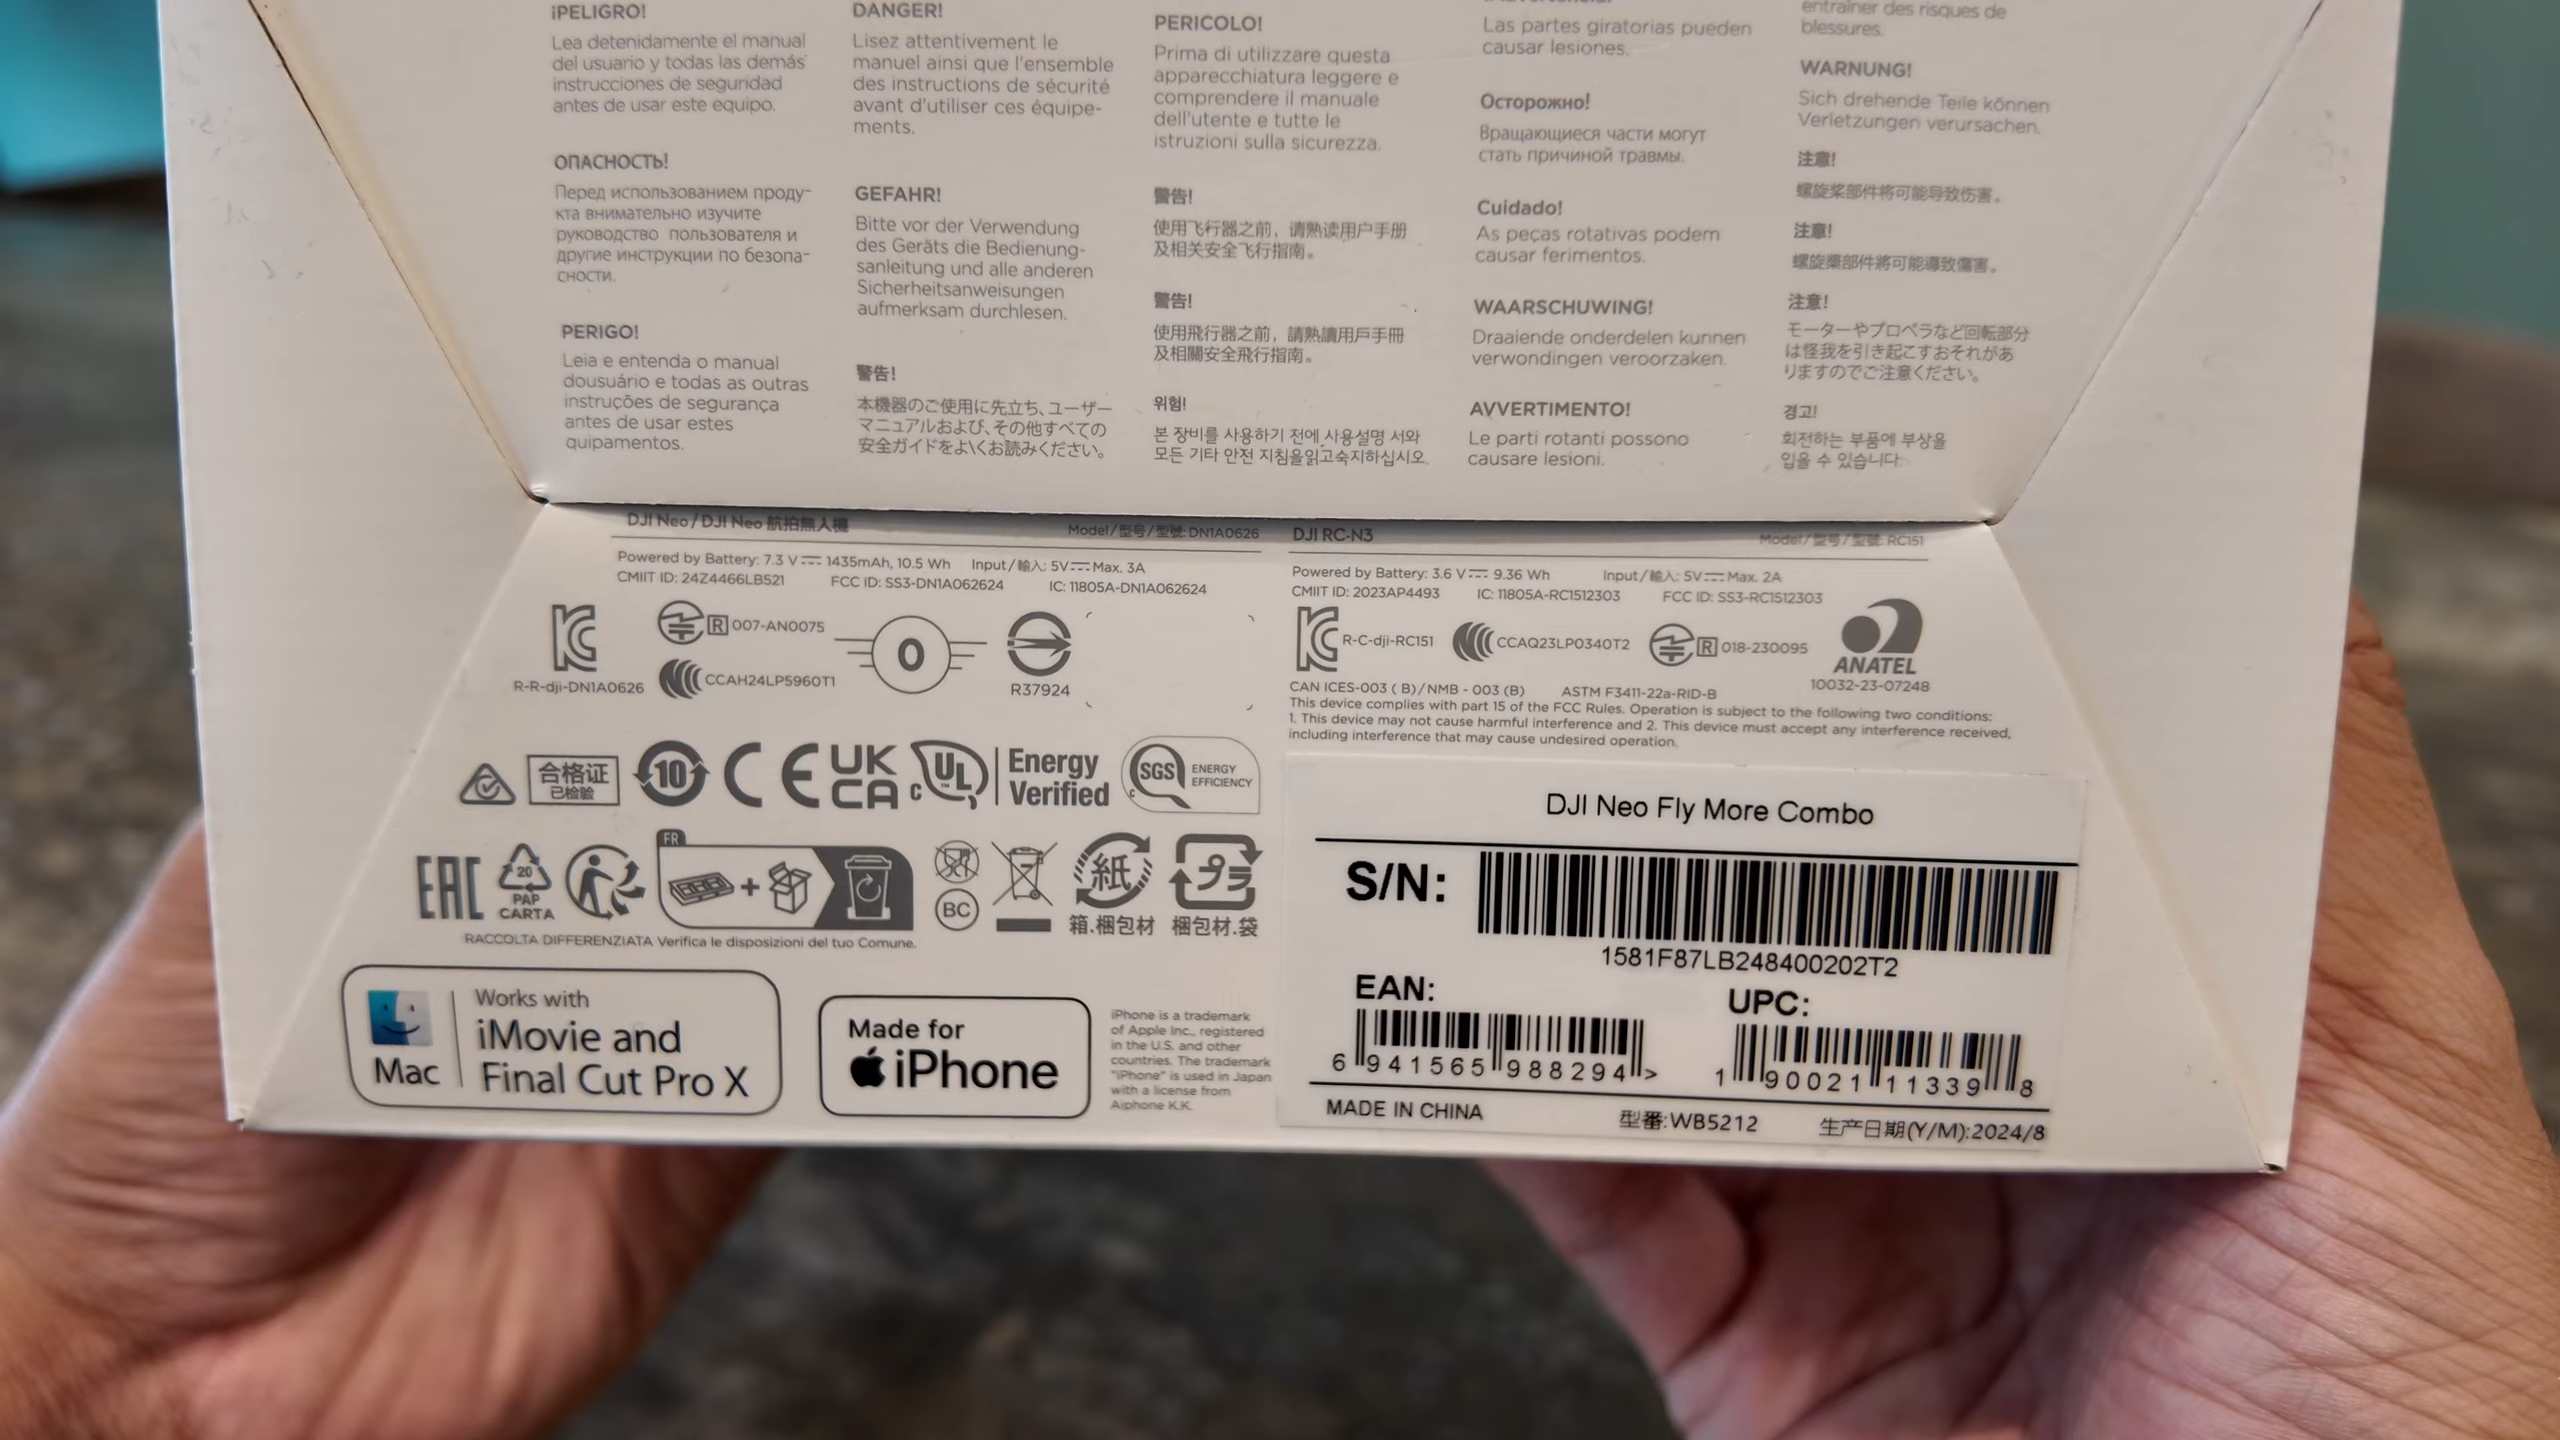 ¡PELIGRO!
Lea detenidamente el manual
del usuario y todas las demás
instrucciones de seguridad
antes de usar este equipo.
ОПАСНОСТЬ!
Перед использованием проду-
кта внимательно изучите
руководство пользователя и
другие инструкции по безопа-
сности.
PERIGO!
Leia e entenda o manual
dousuário e todas as outras
instruções de segurança
antes de usar estes
quipamentos.
DANGER!
Lisez attentivement le
manuel ainsi que l'ensemble
des instructions de sécurité
avant d'utiliser ces équipe-
ments.
GEFAHR!
Bitte vor der Verwendung
des Geräts die Bedienung-
sanleitung und alle anderen
Sicherheitsanweisungen
aufmerksam durchlesen.
警告!
本機器のご使用に先立ち、ユーザー
マニュアルおよび、その他すべての
安全ガイドをよくお読みください。
PERICOLO!
Prima di utilizzare questa
apparecchiatura leggere e
comprendere il manuale
dell'utente e tutte le
istruzioni sulla sicurezza.
警告!
使用飞行器之前，请熟读用户手册
及相关安全飞行指南。
警告!
使用飛行器之前，請熟讀用戶手冊
及相關安全飛行指南。
위험!
본 장비를 사용하기 전에 사용설명 서와
모든 기타 안전 지침을읽고숙지하십시오.
Las partes giratorias pueden
causar lesiones.
Осторожно!
Вращающиеся части могут
стать причиной травмы.
Cuidado!
As peças rotativas podem
causar ferimentos.
WAARSCHUWING!
Draaiende onderdelen kunnen
verwondingen veroorzaken.
AVVERTIMENTO!
Le parti rotanti possono
causare lesioni.
entraîner des risques de
blessures.
WARNUNG!
Sich drehende Teile können
Verletzungen verursachen.
注意!
螺旋桨部件将可能导致伤害。
注意!
螺旋槳部件將可能導致傷害。
注意!
モーターやプロペラなど回転部分
は怪我を引き起こすおそれがあ
りますのでご注意ください。
경고!
회전하는 부품에 부상을
입을 수 있습니다.
DJI Neo / DJI Neo 航拍無人機 Model/型号/型號: DN1A0626
Powered by Battery: 7.3 V⎓ 1435mAh, 10.5 Wh Input/輸入: 5V⎓Max. 3A
CMIIT ID: 24Z4466LB521 FCC ID: SS3-DN1A062624 IC: 11805A-DN1A062624
R 007-AN0075
R-R-dji-DN1A0626 CCAH24LP5960T1 0 R37924
DJI RC-N3 Model/型号/型號: RC151
Powered by Battery: 3.6 V⎓ 9.36 Wh Input/輸入: 5V⎓Max. 2A
CMIIT ID: 2023AP4493 IC: 11805A-RC1512303 FCC ID: SS3-RC1512303
R-C-dji-RC151 CCAQ23LP0340T2 R 018-230095 ANATEL
10032-23-07248
CAN ICES-003 (B)/NMB - 003 (B) ASTM F3411-22a-RID-B
This device complies with part 15 of the FCC Rules. Operation is subject to the following two conditions:
1. This device may not cause harmful interference and 2. This device must accept any interference received,
including interference that may cause undesired operation.
合格证
已检验
10 CE UK
CA
C UL Energy
Verified
SGS ENERGY
EFFICIENCY
EAC 20
PAP
CARTA
FR
BC
紙
箱.梱包材
プラ
梱包材.袋
RACCOLTA DIFFERENZIATA Verifica le disposizioni del tuo Comune.
Mac
Works with
iMovie and
Final Cut Pro X
Made for
iPhone
iPhone is a trademark
of Apple Inc., registered
in the U.S. and other
countries. The trademark
"iPhone" is used in Japan
with a license from
Aiphone K.K.
DJI Neo Fly More Combo
S/N:
1581F87LB248400202T2
EAN:
6 941565 988294 >
UPC:
1 90021 11339 8
MADE IN CHINA 型番:WB5212 生产日期(Y/M):2024/8